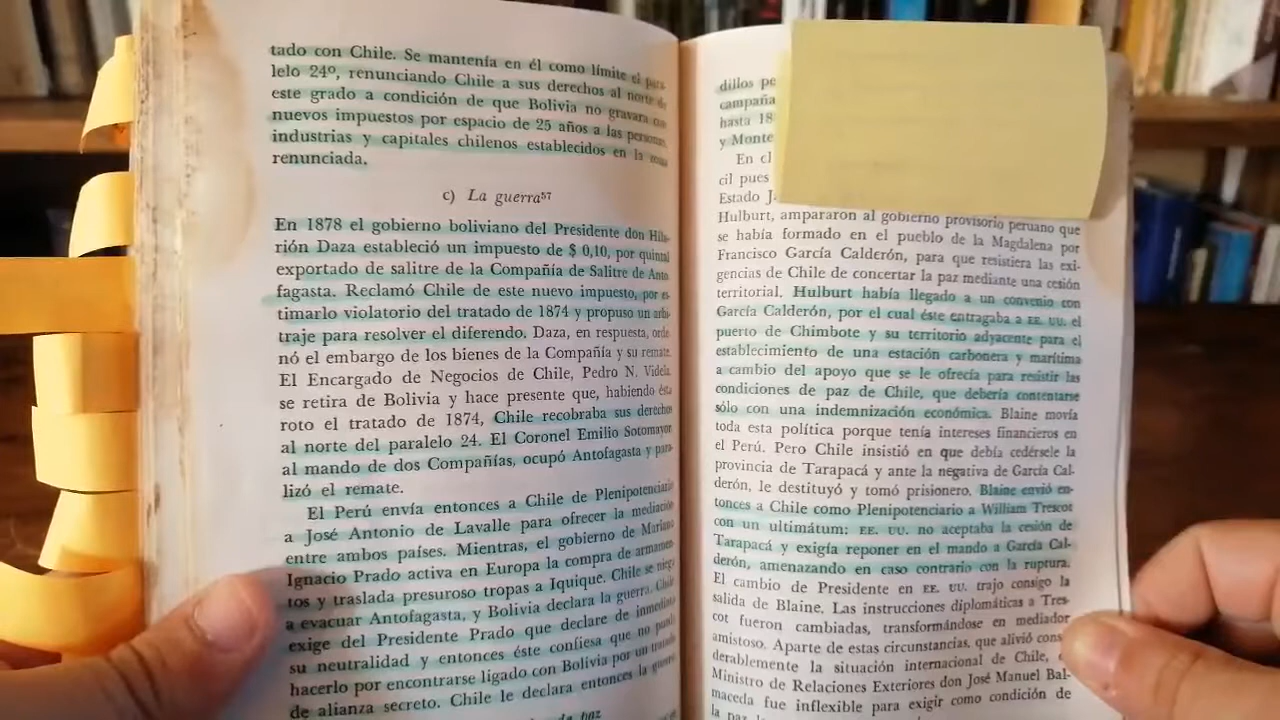 tado con Chile. Se mantenía en él como límite el para-
lelo 24º, renunciando Chile a sus derechos al norte de
este grado a condición de que Bolivia no gravara con
nuevos impuestos por espacio de 25 años a las personas,
industrias y capitales chilenos establecidos en la zona
renunciada.
c) La guerra57
En 1878 el gobierno boliviano del Presidente don Hila-
rión Daza estableció un impuesto de $ 0,10, por quintal
exportado de salitre de la Compañía de Salitre de Anto-
fagasta. Reclamó Chile de este nuevo impuesto, por es-
timarlo violatorio del tratado de 1874 y propuso un arbi-
traje para resolver el diferendo. Daza, en respuesta, orde-
nó el embargo de los bienes de la Compañía y su remate.
El Encargado de Negocios de Chile, Pedro N. Videla,
se retira de Bolivia y hace presente que, habiendo ésta
roto el tratado de 1874, Chile recobraba sus derechos
al norte del paralelo 24. El Coronel Emilio Sotomayor
al mando de dos Compañías, ocupó Antofagasta y para-
lizó el remate.
El Perú envía entonces a Chile de Plenipotenciario
a José Antonio de Lavalle para ofrecer la mediación
entre ambos países. Mientras, el gobierno de Mariano
Ignacio Prado activa en Europa la compra de armamen-
tos y traslada presuroso tropas a Iquique. Chile se niega
a evacuar Antofagasta, y Bolivia declara la guerra. Chile
exige del Presidente Prado que declare de inmediato
su neutralidad y entonces éste confiesa que no puede
hacerlo por encontrarse ligado con Bolivia por un tratado
de alianza secreto. Chile le declara entonces la guerra
de paz
dillos pe
campaña
hasta 18
y Monte
En el
cil pues
Estado J.
Hulburt, ampararon al gobierno provisorio peruano que
se había formado en el pueblo de la Magdalena por
Francisco García Calderón, para que resistiera las exi-
gencias de Chile de concertar la paz mediante una cesión
territorial. Hulburt había llegado a un convenio con
García Calderón, por el cual éste entragaba a EE. UU. el
puerto de Chimbote y su territorio adyacente para el
establecimiento de una estación carbonera y marítima
a cambio del apoyo que se le ofrecía para resistir las
condiciones de paz de Chile, que debería contentarse
sólo con una indemnización económica. Blaine movía
toda esta política porque tenía intereses financieros en
el Perú. Pero Chile insistió en que debía cedérsele la
provincia de Tarapacá y ante la negativa de García Cal-
derón, le destituyó y tomó prisionero. Blaine envió en-
tonces a Chile como Plenipotenciario a William Trescot
con un ultimátum: EE. UU. no aceptaba la cesión de
Tarapacá y exigía reponer en el mando a García Cal-
derón, amenazando en caso contrario con la ruptura.
El cambio de Presidente en EE. UU. trajo consigo la
salida de Blaine. Las instrucciones diplomáticas a Tres-
cot fueron cambiadas, transformándose en mediador
amistoso. Aparte de estas circunstancias, que alivió consi-
derablemente la situación internacional de Chile, el
Ministro de Relaciones Exteriores don José Manuel Bal-
maceda fue inflexible para exigir como condición de
la paz